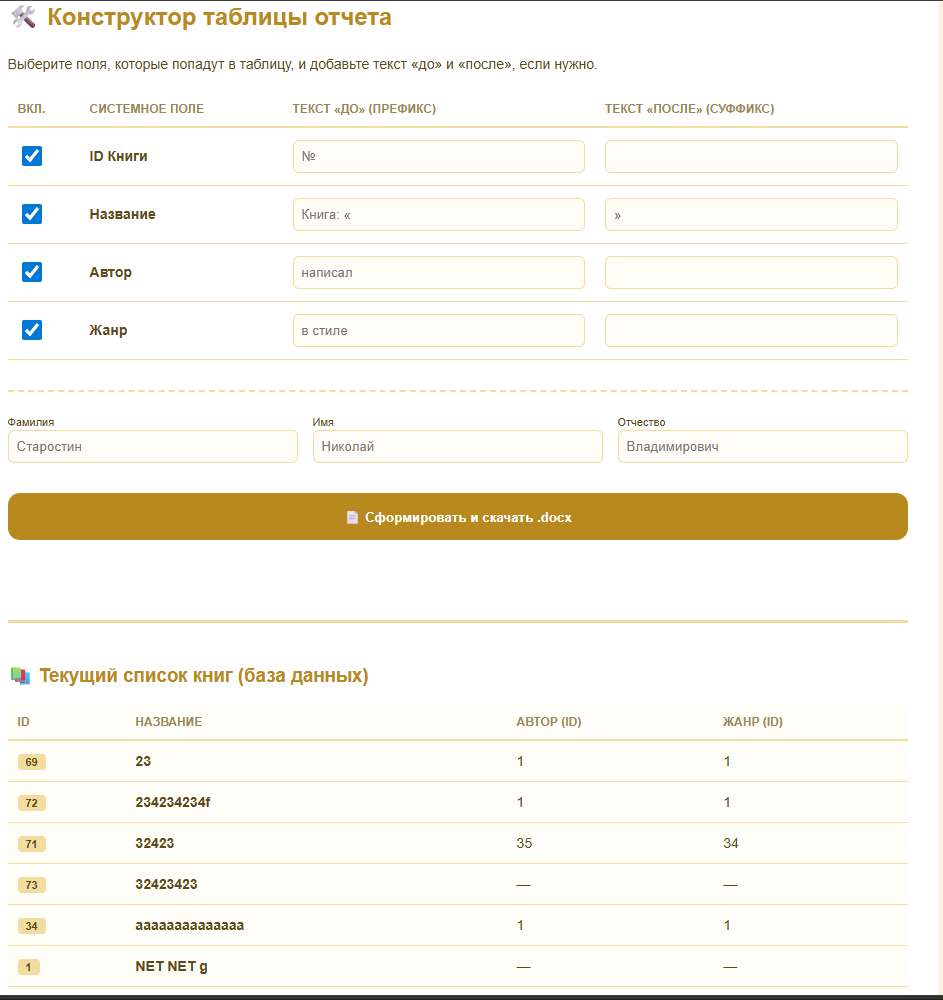 Конструктор таблицы отчета
Выберите поля, которые попадут в таблицу, и добавьте текст «до» и «после», если нужно.
ВКЛ. СИСТЕМНОЕ ПОЛЕ ТЕКСТ «ДО» (ПРЕФИКС) ТЕКСТ «ПОСЛЕ» (СУФФИКС)
ID Книги №
Название Книга: « »
Автор написал
Жанр в стиле
Фамилия Имя Отчество
Старостин Николай Владимирович
Сформировать и скачать .docx
Текущий список книг (база данных)
ID НАЗВАНИЕ АВТОР (ID) ЖАНР (ID)
69 23 1 1
72 234234234f 1 1
71 32423 35 34
73 32423423 — —
34 aaaaaaaaaaaaaa 1 1
1 NET NET g — —